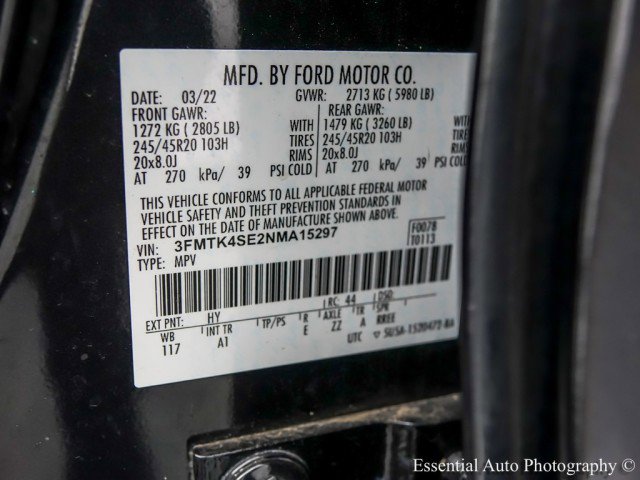 MFD. BY FORD MOTOR CO.
DATE: 03/22 GVWR: 2713 KG ( 5980 LB)
FRONT GAWR: REAR GAWR:
1272 KG ( 2805 LB) WITH 1479 KG ( 3260 LB) WITH
245/45R20 103H TIRES 245/45R20 103H TIRES
20x8.0J RIMS 20x8.0J RIMS
AT 270 kPa/ 39 PSI COLD AT 270 kPa/ 39 PSI COLD
THIS VEHICLE CONFORMS TO ALL APPLICABLE FEDERAL MOTOR
VEHICLE SAFETY AND THEFT PREVENTION STANDARDS IN
EFFECT ON THE DATE OF MANUFACTURE SHOWN ABOVE.
VIN: 3FMTK4SE2NMA15297 F0078
TYPE: MPV T0113
EXT PNT: HY RC: 44 DSO:
WB INT TR TP/PS R AXLE TR SPR
117 A1 E ZZ A RREE
UTC
Essential Auto Photography ©